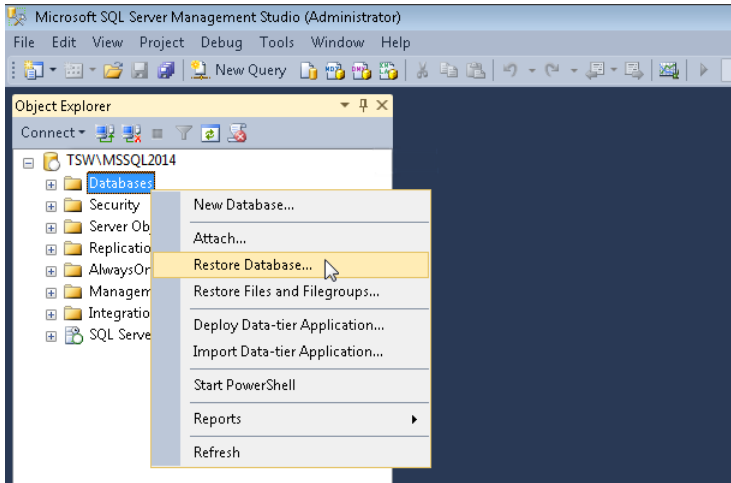 Microsoft SQL Server Management Studio (Administrator)
File Edit View Project Debug Tools Window Help
New Query
Object Explorer
Connect
TSW\MSSQL2014
Databases
Security
Server Ob
Replicatio
AlwaysOr
Managem
Integratio
SQL Serve
New Database...
Attach...
Restore Database...
Restore Files and Filegroups...
Deploy Data-tier Application...
Import Data-tier Application...
Start PowerShell
Reports
Refresh